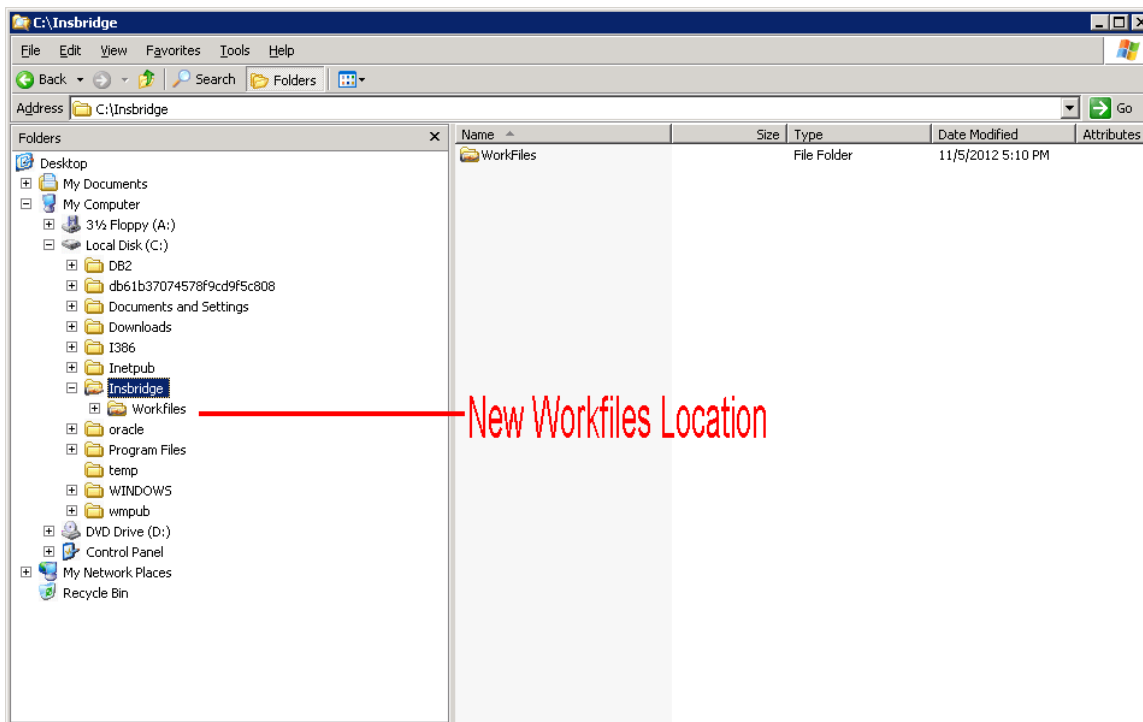 C:\Insbridge
File Edit View Favorites Tools Help
Back Search Folders
Address C:\Insbridge Go
Folders x Name Size Type Date Modified Attributes
WorkFiles File Folder 11/5/2012 5:10 PM
Desktop
My Documents
My Computer
3½ Floppy (A:)
Local Disk (C:)
DB2
db61b37074578f9cd9f5c808
Documents and Settings
Downloads
I386
Inetpub
Insbridge
Workfiles
New Workfiles Location
oracle
Program Files
temp
WINDOWS
wmpub
DVD Drive (D:)
Control Panel
My Network Places
Recycle Bin